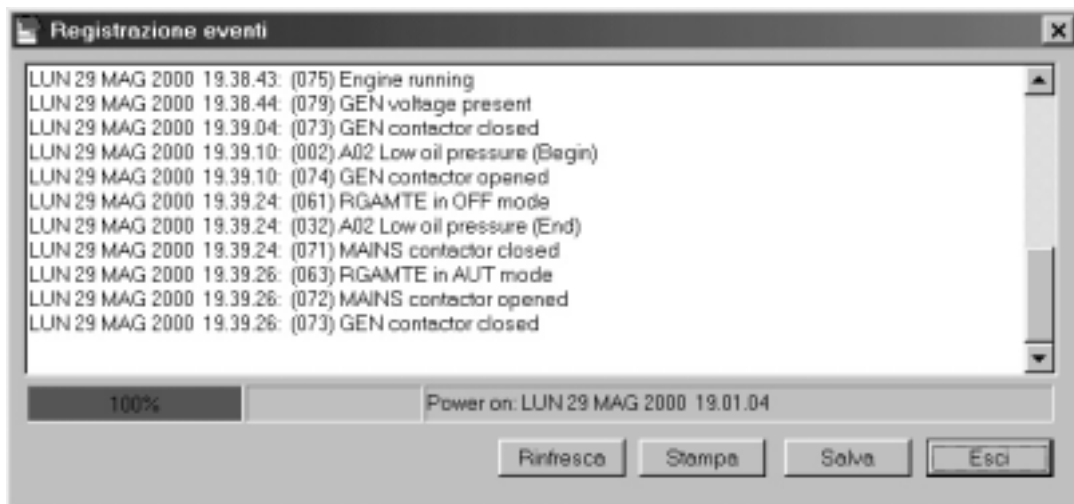 Registrazione eventi
LUN 29 MAG 2000 19.38.43: (075) Engine running
LUN 29 MAG 2000 19.38.44: (079) GEN voltage present
LUN 29 MAG 2000 19.39.04: (073) GEN contactor closed
LUN 29 MAG 2000 19.39.10: (002) A02 Low oil pressure (Begin)
LUN 29 MAG 2000 19.39.10: (074) GEN contactor opened
LUN 29 MAG 2000 19.39.24: (061) RGAMTE in OFF mode
LUN 29 MAG 2000 19.39.24: (032) A02 Low oil pressure (End)
LUN 29 MAG 2000 19.39.24: (071) MAINS contactor closed
LUN 29 MAG 2000 19.39.26: (063) RGAMTE in AUT mode
LUN 29 MAG 2000 19.39.26: (072) MAINS contactor opened
LUN 29 MAG 2000 19.39.26: (073) GEN contactor closed
100% Power on: LUN 29 MAG 2000 19.01.04
Rinfresca Stampa Salva Esci